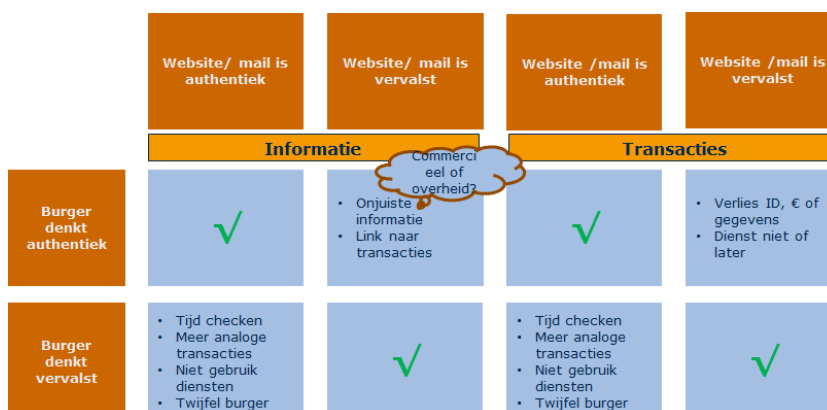 Website/ mail is
authentiek
Website/ mail is
vervalst
Website /mail is
authentiek
Website /mail is
vervalst
Informatie
Transacties
Commerci
eel of
overheid?
Burger
denkt
authentiek
√
• Onjuiste
informatie
• Link naar
transacties
√
• Verlies ID, € of
gegevens
• Dienst niet of
later
Burger
denkt
vervalst
• Tijd checken
• Meer analoge
transacties
• Niet gebruik
diensten
• Twijfel burger
√
• Tijd checken
• Meer analoge
transacties
• Niet gebruik
diensten
• Twijfel burger
√